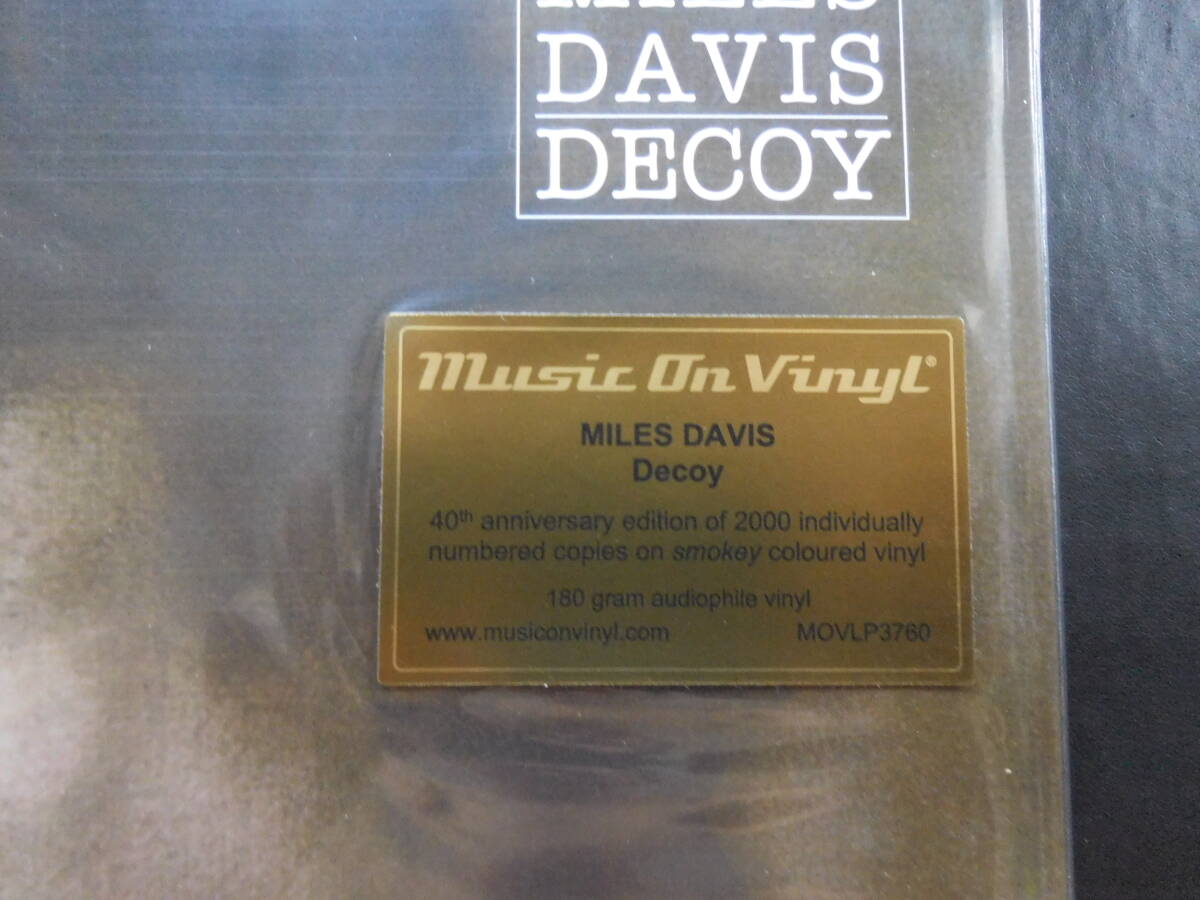 MILES
DAVIS
DECOY
Music On Vinyl®
MILES DAVIS
Decoy
40th anniversary edition of 2000 individually
numbered copies on smokey coloured vinyl
180 gram audiophile vinyl
www.musiconvinyl.com MOVLP3760